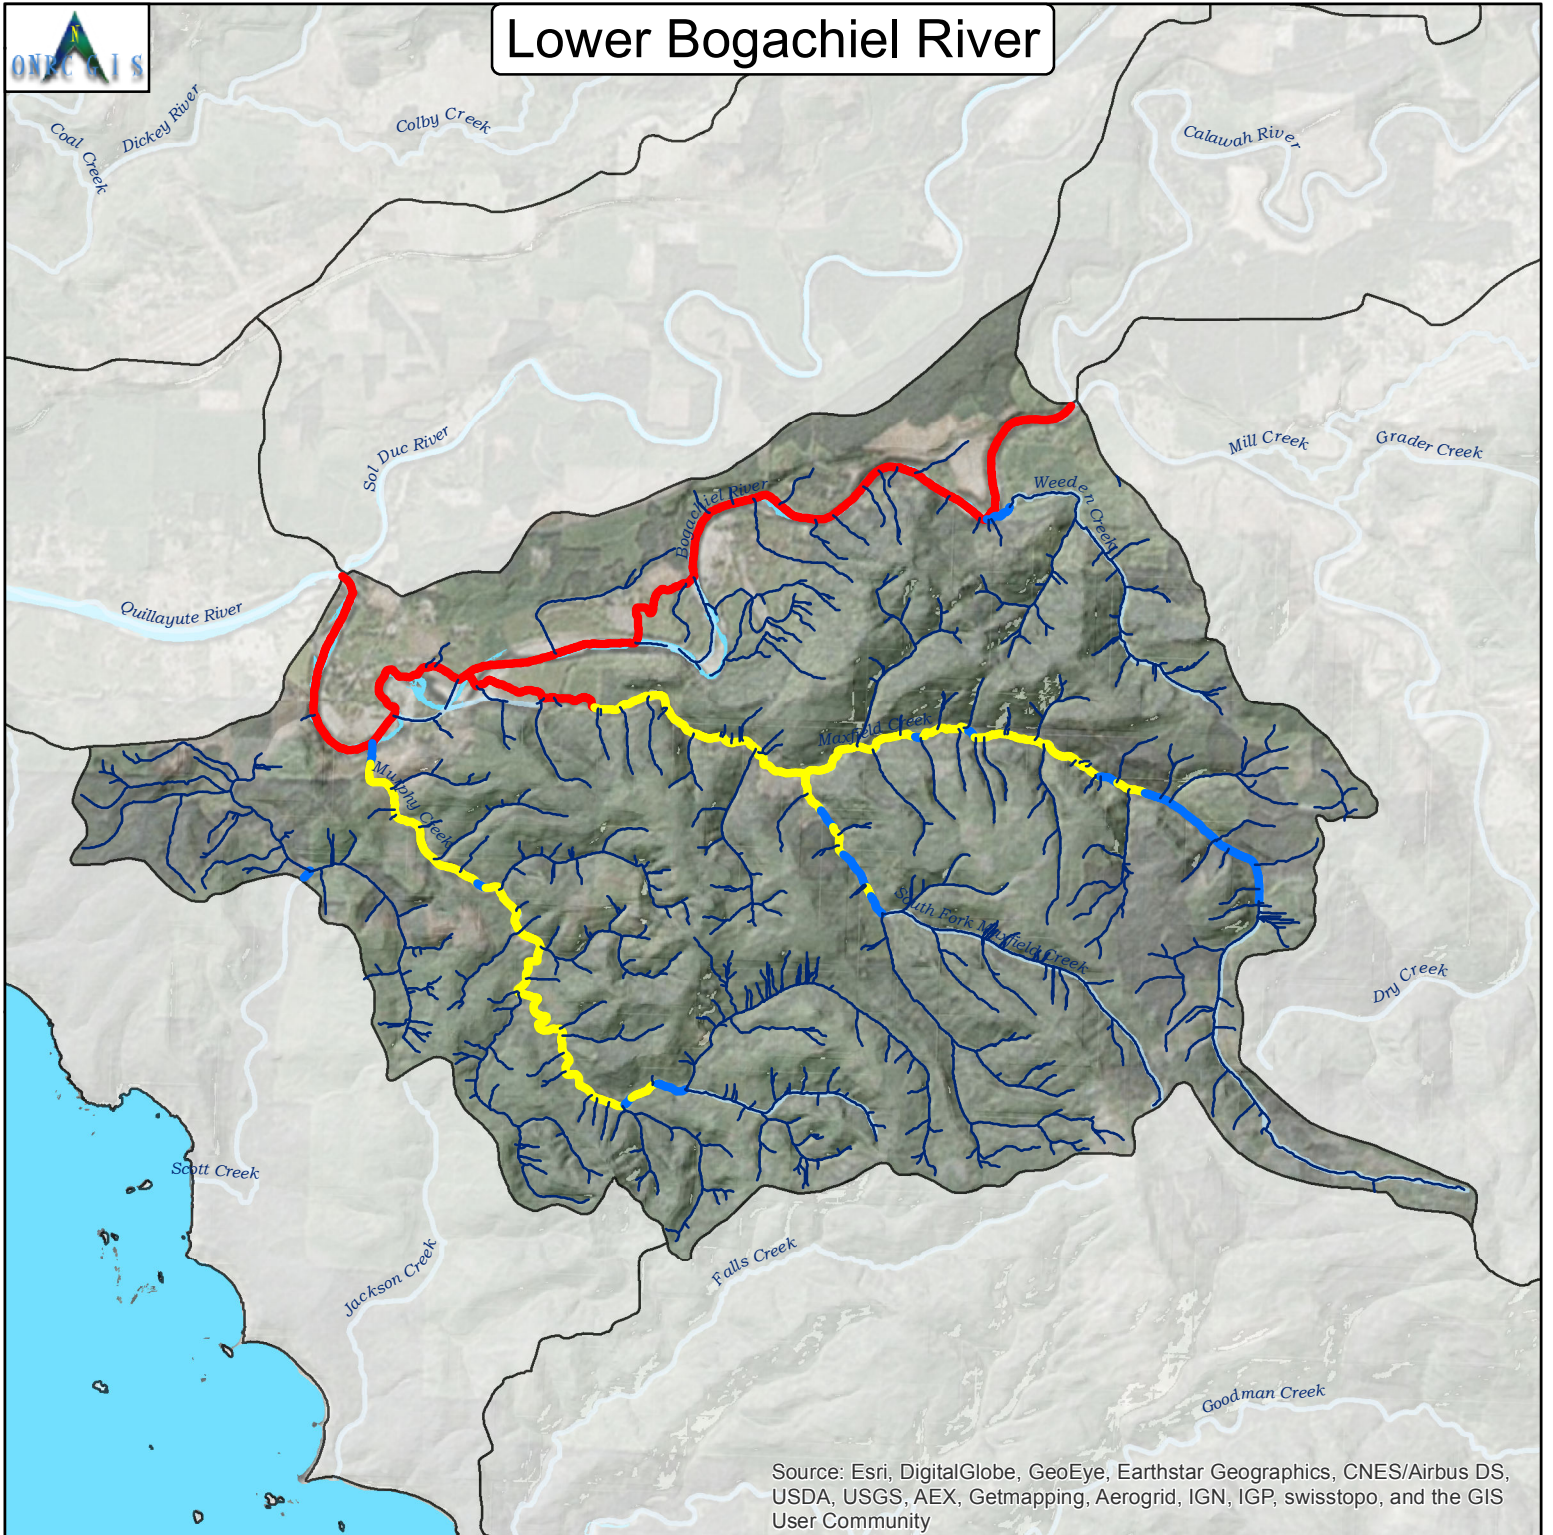 Lower Bogachiel River
N
ONRC GIS
Coal Creek
Dickey River
Colby Creek
Calawah River
Sol Duc River
Mill Creek
Grader Creek
Bogachiel River
Weeden Creek
Quillayute River
Maxfield Creek
Murphy Creek
South Fork Maxfield Creek
Dry Creek
Scott Creek
Jackson Creek
Falls Creek
Goodman Creek
Source: Esri, DigitalGlobe, GeoEye, Earthstar Geographics, CNES/Airbus DS,
USDA, USGS, AEX, Getmapping, Aerogrid, IGN, IGP, swisstopo, and the GIS
User Community